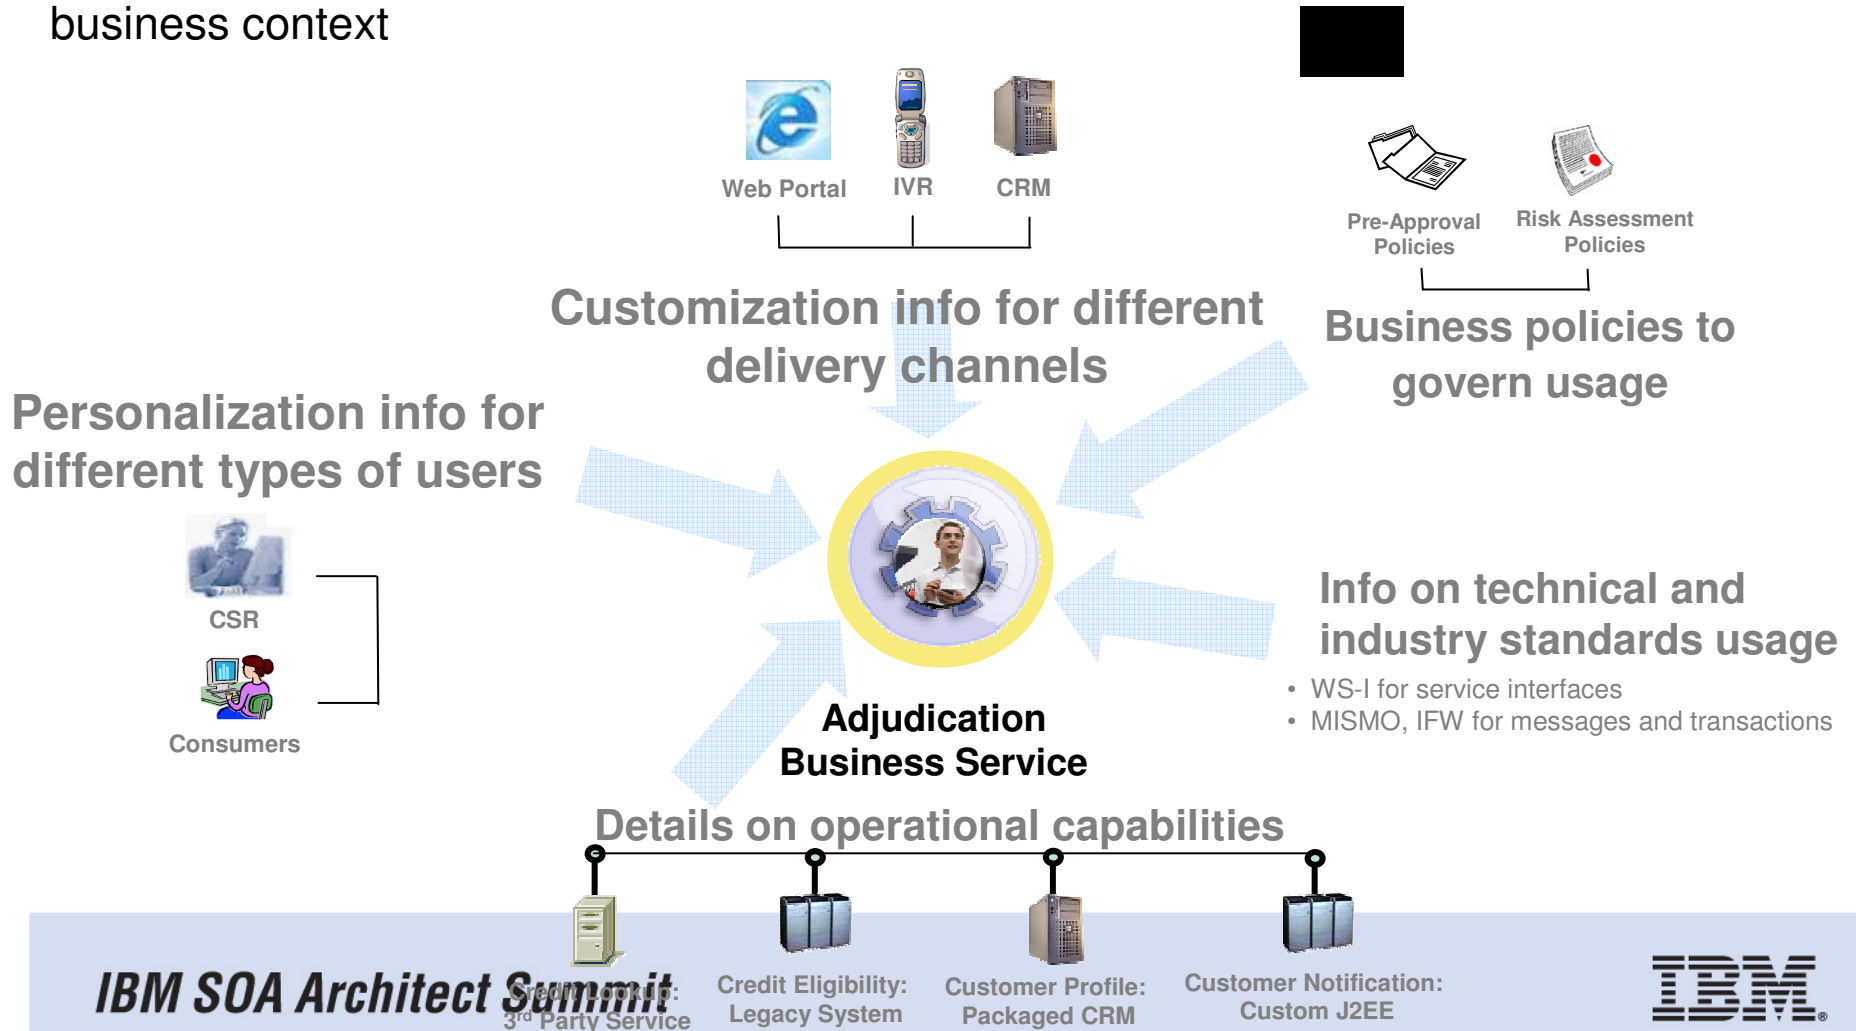 business context
Web Portal
IVR
CRM
Pre-Approval
Policies
Risk Assessment
Policies
Customization info for different
delivery channels
Business policies to
govern usage
Personalization info for
different types of users
CSR
Consumers
Info on technical and
industry standards usage
• WS-I for service interfaces
• MISMO, IFW for messages and transactions
Adjudication
Business Service
Details on operational capabilities
IBM SOA Architect Summit
Credit Lookup:
3rd Party Service
Credit Eligibility:
Legacy System
Customer Profile:
Packaged CRM
Customer Notification:
Custom J2EE
IBM